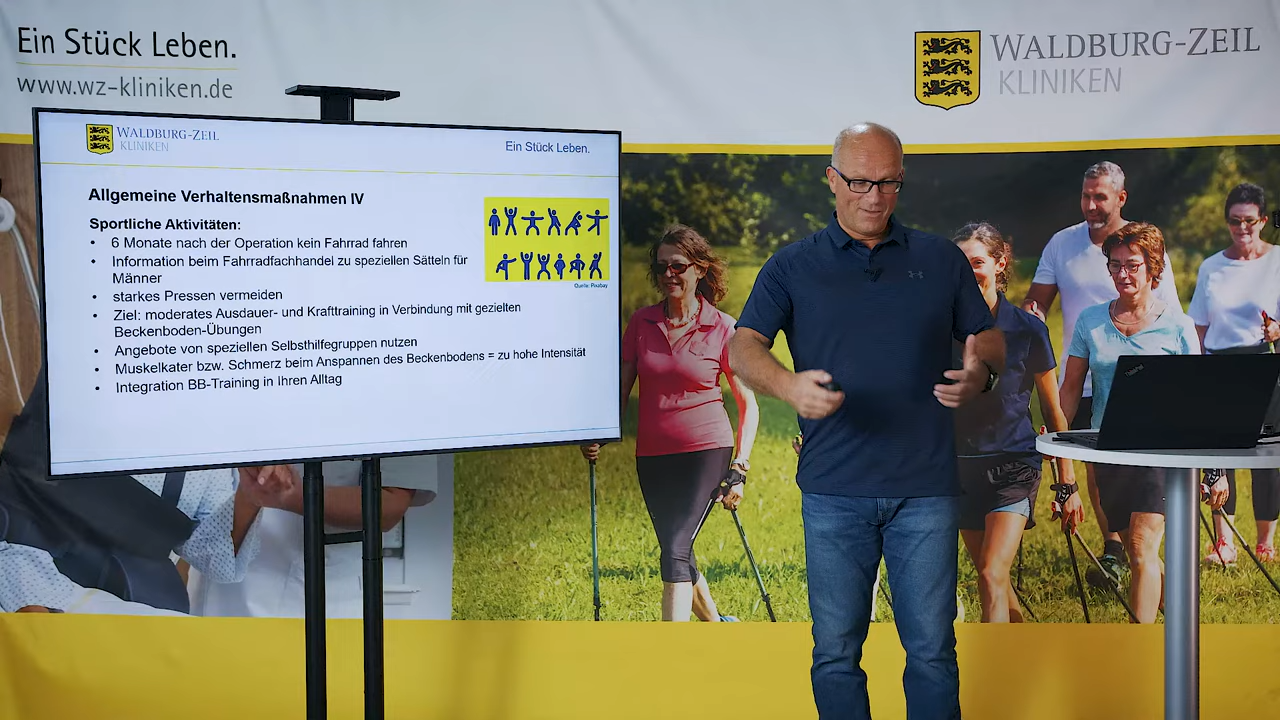 Ein Stück Leben.
www.wz-kliniken.de
WALDBURG-ZEIL
KLINIKEN
WALDBURG-ZEIL
KLINIKEN
Ein Stück Leben.
Allgemeine Verhaltensmaßnahmen IV
Sportliche Aktivitäten:
• 6 Monate nach der Operation kein Fahrrad fahren
• Information beim Fahrradfachhandel zu speziellen Sätteln für
Männer
• starkes Pressen vermeiden
• Ziel: moderates Ausdauer- und Krafttraining in Verbindung mit gezielten
Beckenboden-Übungen
• Angebote von speziellen Selbsthilfegruppen nutzen
• Muskelkater bzw. Schmerz beim Anspannen des Beckenbodens = zu hohe Intensität
• Integration BB-Training in Ihren Alltag
Quelle: Pixabay
ThinkPad